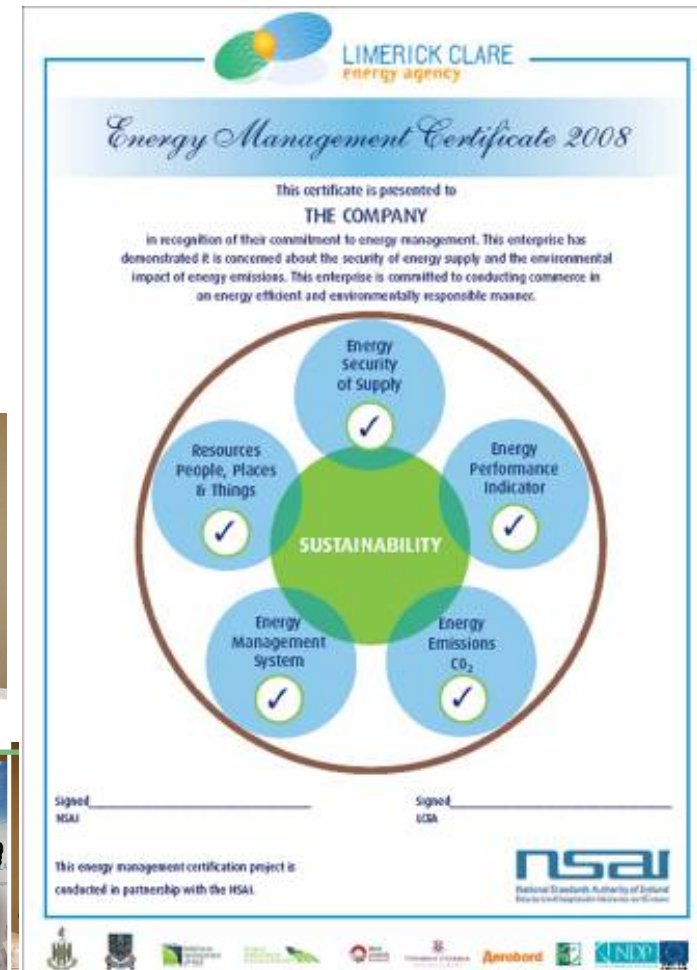 LIMERICK CLARE
energy agency
Energy Management Certificate 2008
This certificate is presented to
THE COMPANY
in recognition of their commitment to energy management. This enterprise has
demonstrated it is concerned about the security of energy supply and the environmental
impact of energy emissions. This enterprise is committed to conducting commerce in
an energy efficient and environmentally responsible manner.
Energy
Security
of Supply
Resources
People, Places
& Things
Energy
Performance
Indicator
SUSTAINABILITY
Energy
Management
System
Energy
Emissions
CO₂
Signed
NSAI
Signed
LCEA
This energy management certification project is
conducted in partnership with the NSAI.
nsai
National Standards Authority of Ireland
Aerobord
NDP